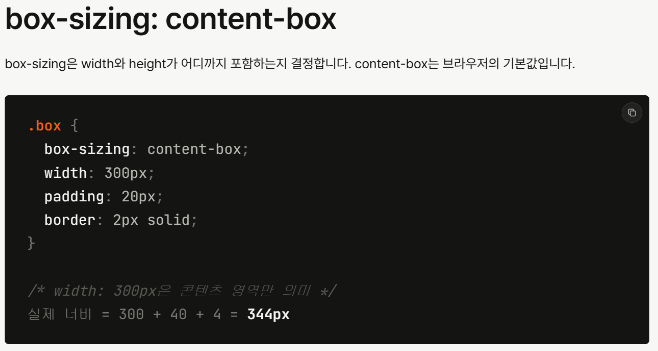 box-sizing: content-box
box-sizing은 width와 height가 어디까지 포함하는지 결정합니다. content-box는 브라우저의 기본값입니다.
.box {
  box-sizing: content-box;
  width: 300px;
  padding: 20px;
  border: 2px solid;
}
/* width: 300px은 콘텐츠 영역만 의미 */
실제 너비 = 300 + 40 + 4 = 344px